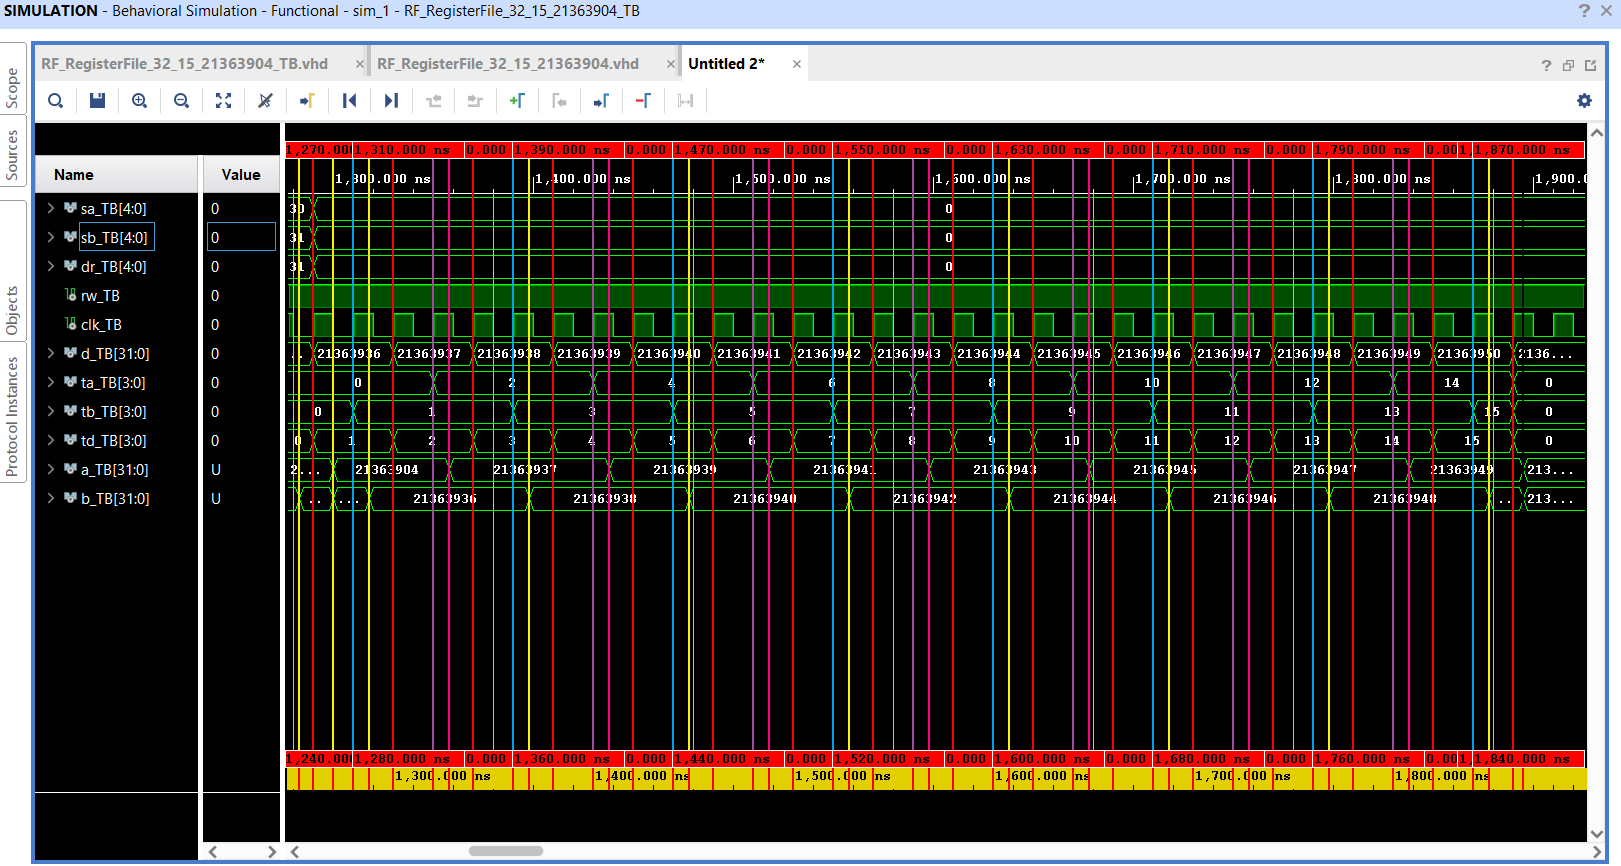 SIMULATION - Behavioral Simulation - Functional - sim_1 - RF_RegisterFile_32_15_21363904_TB
Scope
Sources
Objects
Protocol Instances
RF_RegisterFile_32_15_21363904_TB.vhd
RF_RegisterFile_32_15_21363904.vhd
Untitled 2*
Name
Value
sa_TB[4:0] 0
sb_TB[4:0] 0
dr_TB[4:0] 0
rw_TB 0
clk_TB 0
d_TB[31:0] 0
ta_TB[3:0] 0
tb_TB[3:0] 0
td_TB[3:0] 0
a_TB[31:0] U
b_TB[31:0] U
1,270.000 1,310.000 ns 0.000 1,390.000 ns 0.000 1,470.000 ns 0.000 1,550.000 ns 0.000 1,630.000 ns 0.000 1,710.000 ns 0.000 1,790.000 ns 0.00 1,870.000 ns
1,300.000 ns 1,400.000 ns 1,500.000 ns 1,600.000 ns 1,700.000 ns 1,800.000 ns 1,900.0
30 0
31 0
31 0
.. 21363936 21363937 21363938 21363939 21363940 21363941 21363942 21363943 21363944 21363945 21363946 21363947 21363948 21363949 21363950 2136...
0 2 4 6 8 10 12 14 0
0 1 3 5 7 9 11 13 15 0
0 1 2 3 4 5 6 7 8 9 10 11 12 13 14 15 0
2... 21363904 21363937 21363939 21363941 21363943 21363945 21363947 21363949 213...
.. ... 21363936 21363938 21363940 21363942 21363944 21363946 21363948 .. 213...
1,240.00 1,280.000 ns 0.000 1,360.000 ns 0.000 1,440.000 ns 0.000 1,520.000 ns 0.000 1,600.000 ns 0.000 1,680.000 ns 0.000 1,760.000 ns 0.00 1,840.000 ns
1,300.000 ns 1,400.000 ns 1,500.000 ns 1,600.000 ns 1,700.000 ns 1,800.000 ns